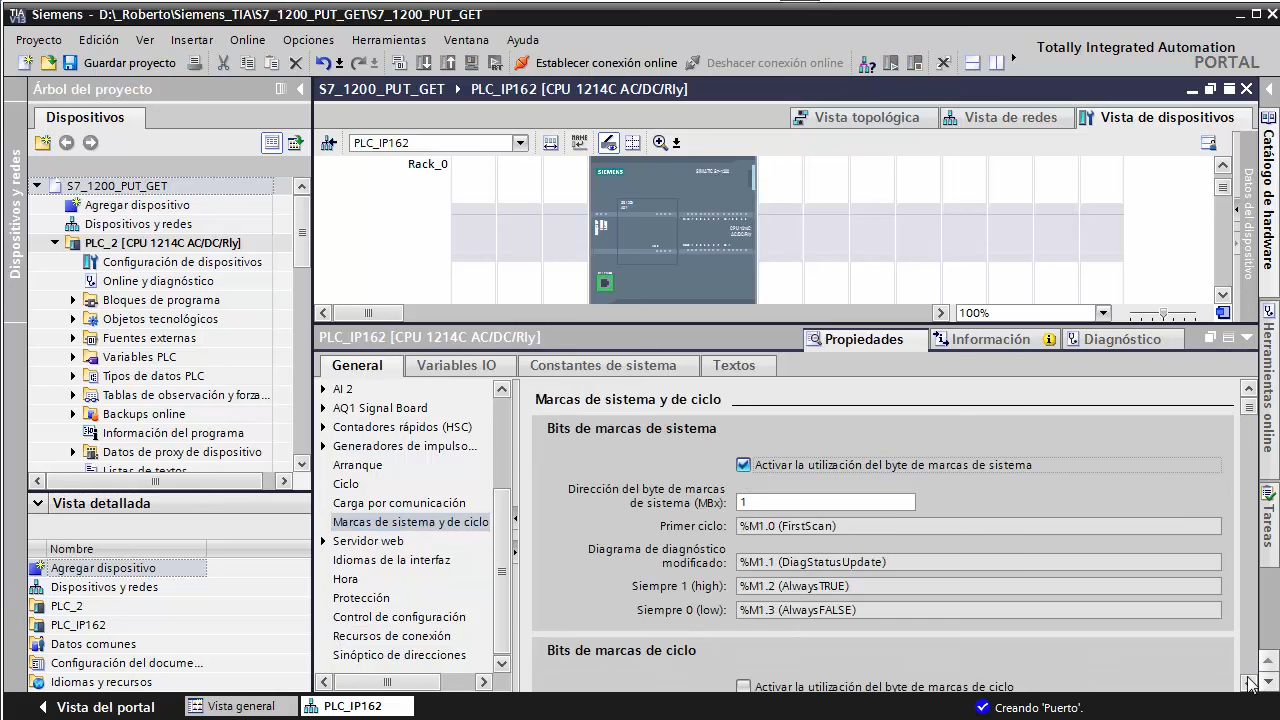 Siemens - D:\_Roberto\Siemens_TIA\S7_1200_PUT_GET\S7_1200_PUT_GET
Proyecto Edición Ver Insertar Online Opciones Herramientas Ventana Ayuda
Totally Integrated Automation
PORTAL
Guardar proyecto
Establecer conexión online
Deshacer conexión online
Árbol del proyecto
S7_1200_PUT_GET PLC_IP162 [CPU 1214C AC/DC/Rly]
Dispositivos
Vista topológica
Vista de redes
Vista de dispositivos
PLC_IP162
Rack_0
SIEMENS
SIMATIC S7-1200
CPU 1214C
AC/DC/Rly
100%
Dispositivos y redes
S7_1200_PUT_GET
Agregar dispositivo
Dispositivos y redes
PLC_2 [CPU 1214C AC/DC/Rly]
Configuración de dispositivos
Online y diagnóstico
Bloques de programa
Objetos tecnológicos
Fuentes externas
Variables PLC
Tipos de datos PLC
Tablas de observación y forza...
Backups online
Información del programa
Datos de proxy de dispositivo
Listas de textos
Vista detallada
Nombre
Agregar dispositivo
Dispositivos y redes
PLC_2
PLC_IP162
Datos comunes
Configuración del docume...
Idiomas y recursos
PLC_IP162 [CPU 1214C AC/DC/Rly]
Propiedades
Información
Diagnóstico
General
Variables IO
Constantes de sistema
Textos
AI 2
AQ1 Signal Board
Contadores rápidos (HSC)
Generadores de impulso...
Arranque
Ciclo
Carga por comunicación
Marcas de sistema y de ciclo
Servidor web
Idiomas de la interfaz
Hora
Protección
Control de configuración
Recursos de conexión
Sinóptico de direcciones
Marcas de sistema y de ciclo
Bits de marcas de sistema
Activar la utilización del byte de marcas de sistema
Dirección del byte de marcas
de sistema (MBx): 1
Primer ciclo: %M1.0 (FirstScan)
Diagrama de diagnóstico
modificado: %M1.1 (DiagStatusUpdate)
Siempre 1 (high): %M1.2 (AlwaysTRUE)
Siempre 0 (low): %M1.3 (AlwaysFALSE)
Bits de marcas de ciclo
Activar la utilización del byte de marcas de ciclo
Datos del dispositivo
Catálogo de hardware
Herramientas online
Tareas
Vista del portal
Vista general
PLC_IP162
Creando 'Puerto'.